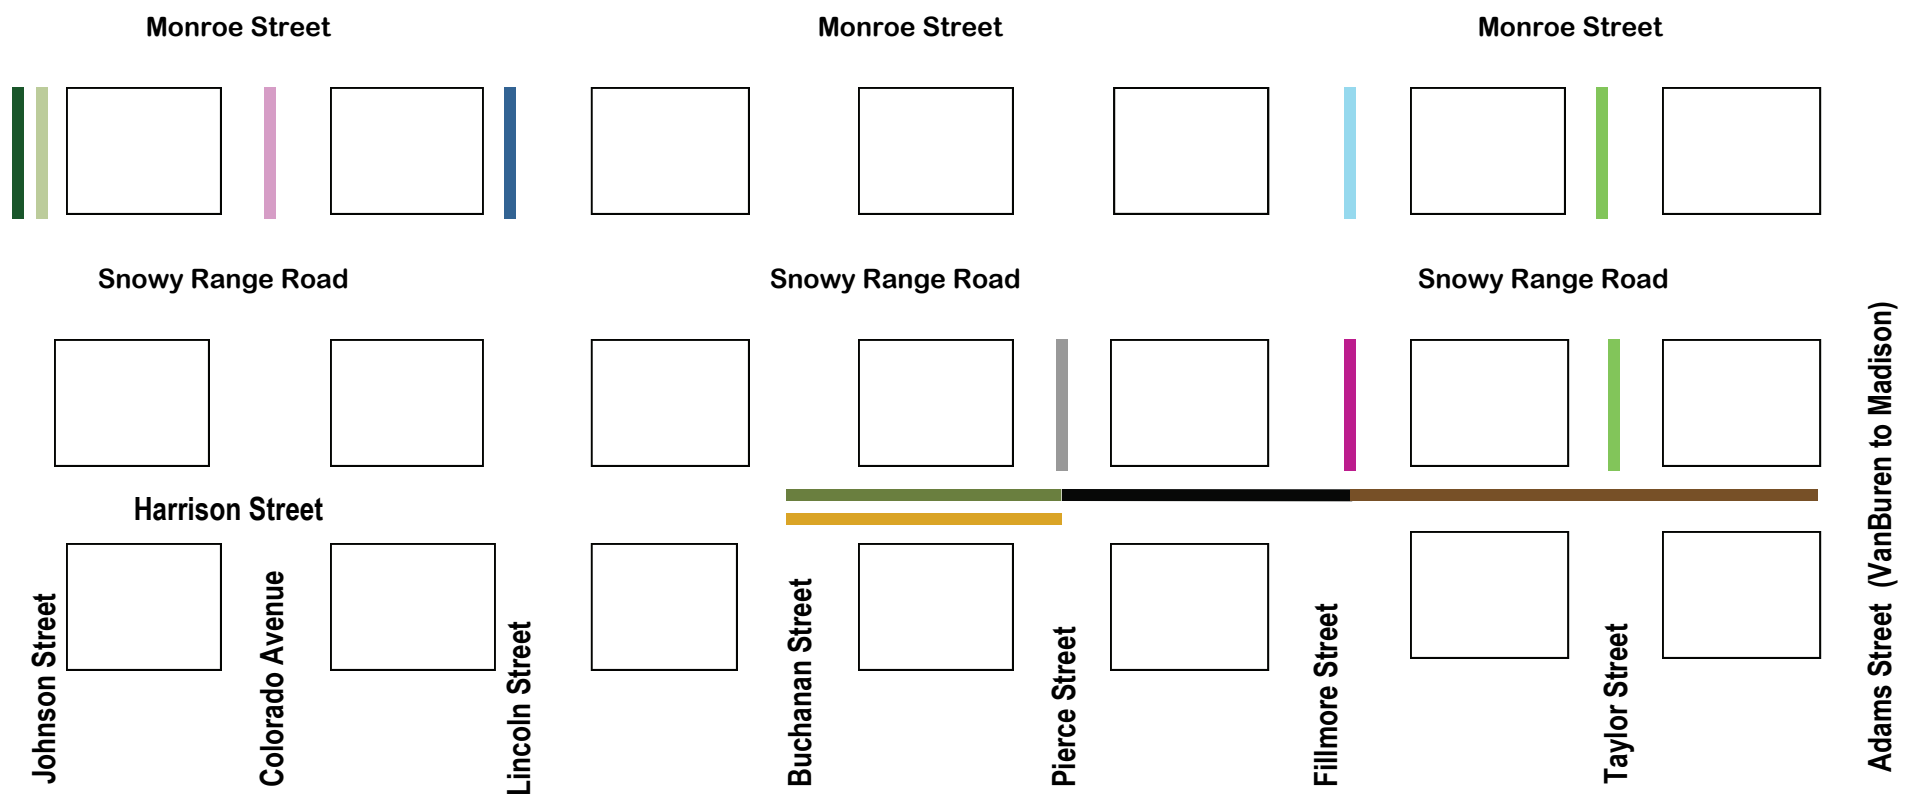 Monroe Street
Monroe Street
Monroe Street
Snowy Range Road
Snowy Range Road
Snowy Range Road
Harrison Street
Johnson Street
Colorado Avenue
Lincoln Street
Buchanan Street
Pierce Street
Fillmore Street
Taylor Street
Adams Street (VanBuren to Madison)